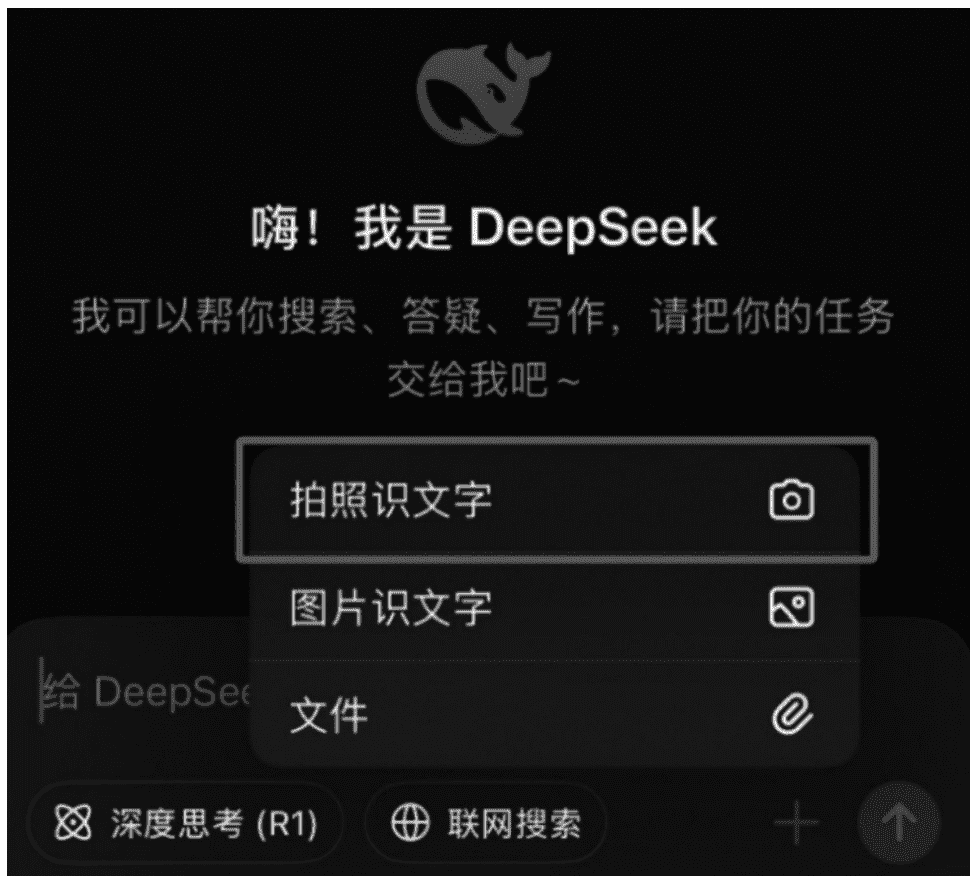 嗨！我是 DeepSeek
我可以帮你搜索、答疑、写作，请把你的任务
交给我吧～
拍照识文字
图片识文字
给 DeepSee
文件
深度思考 (R1)
联网搜索